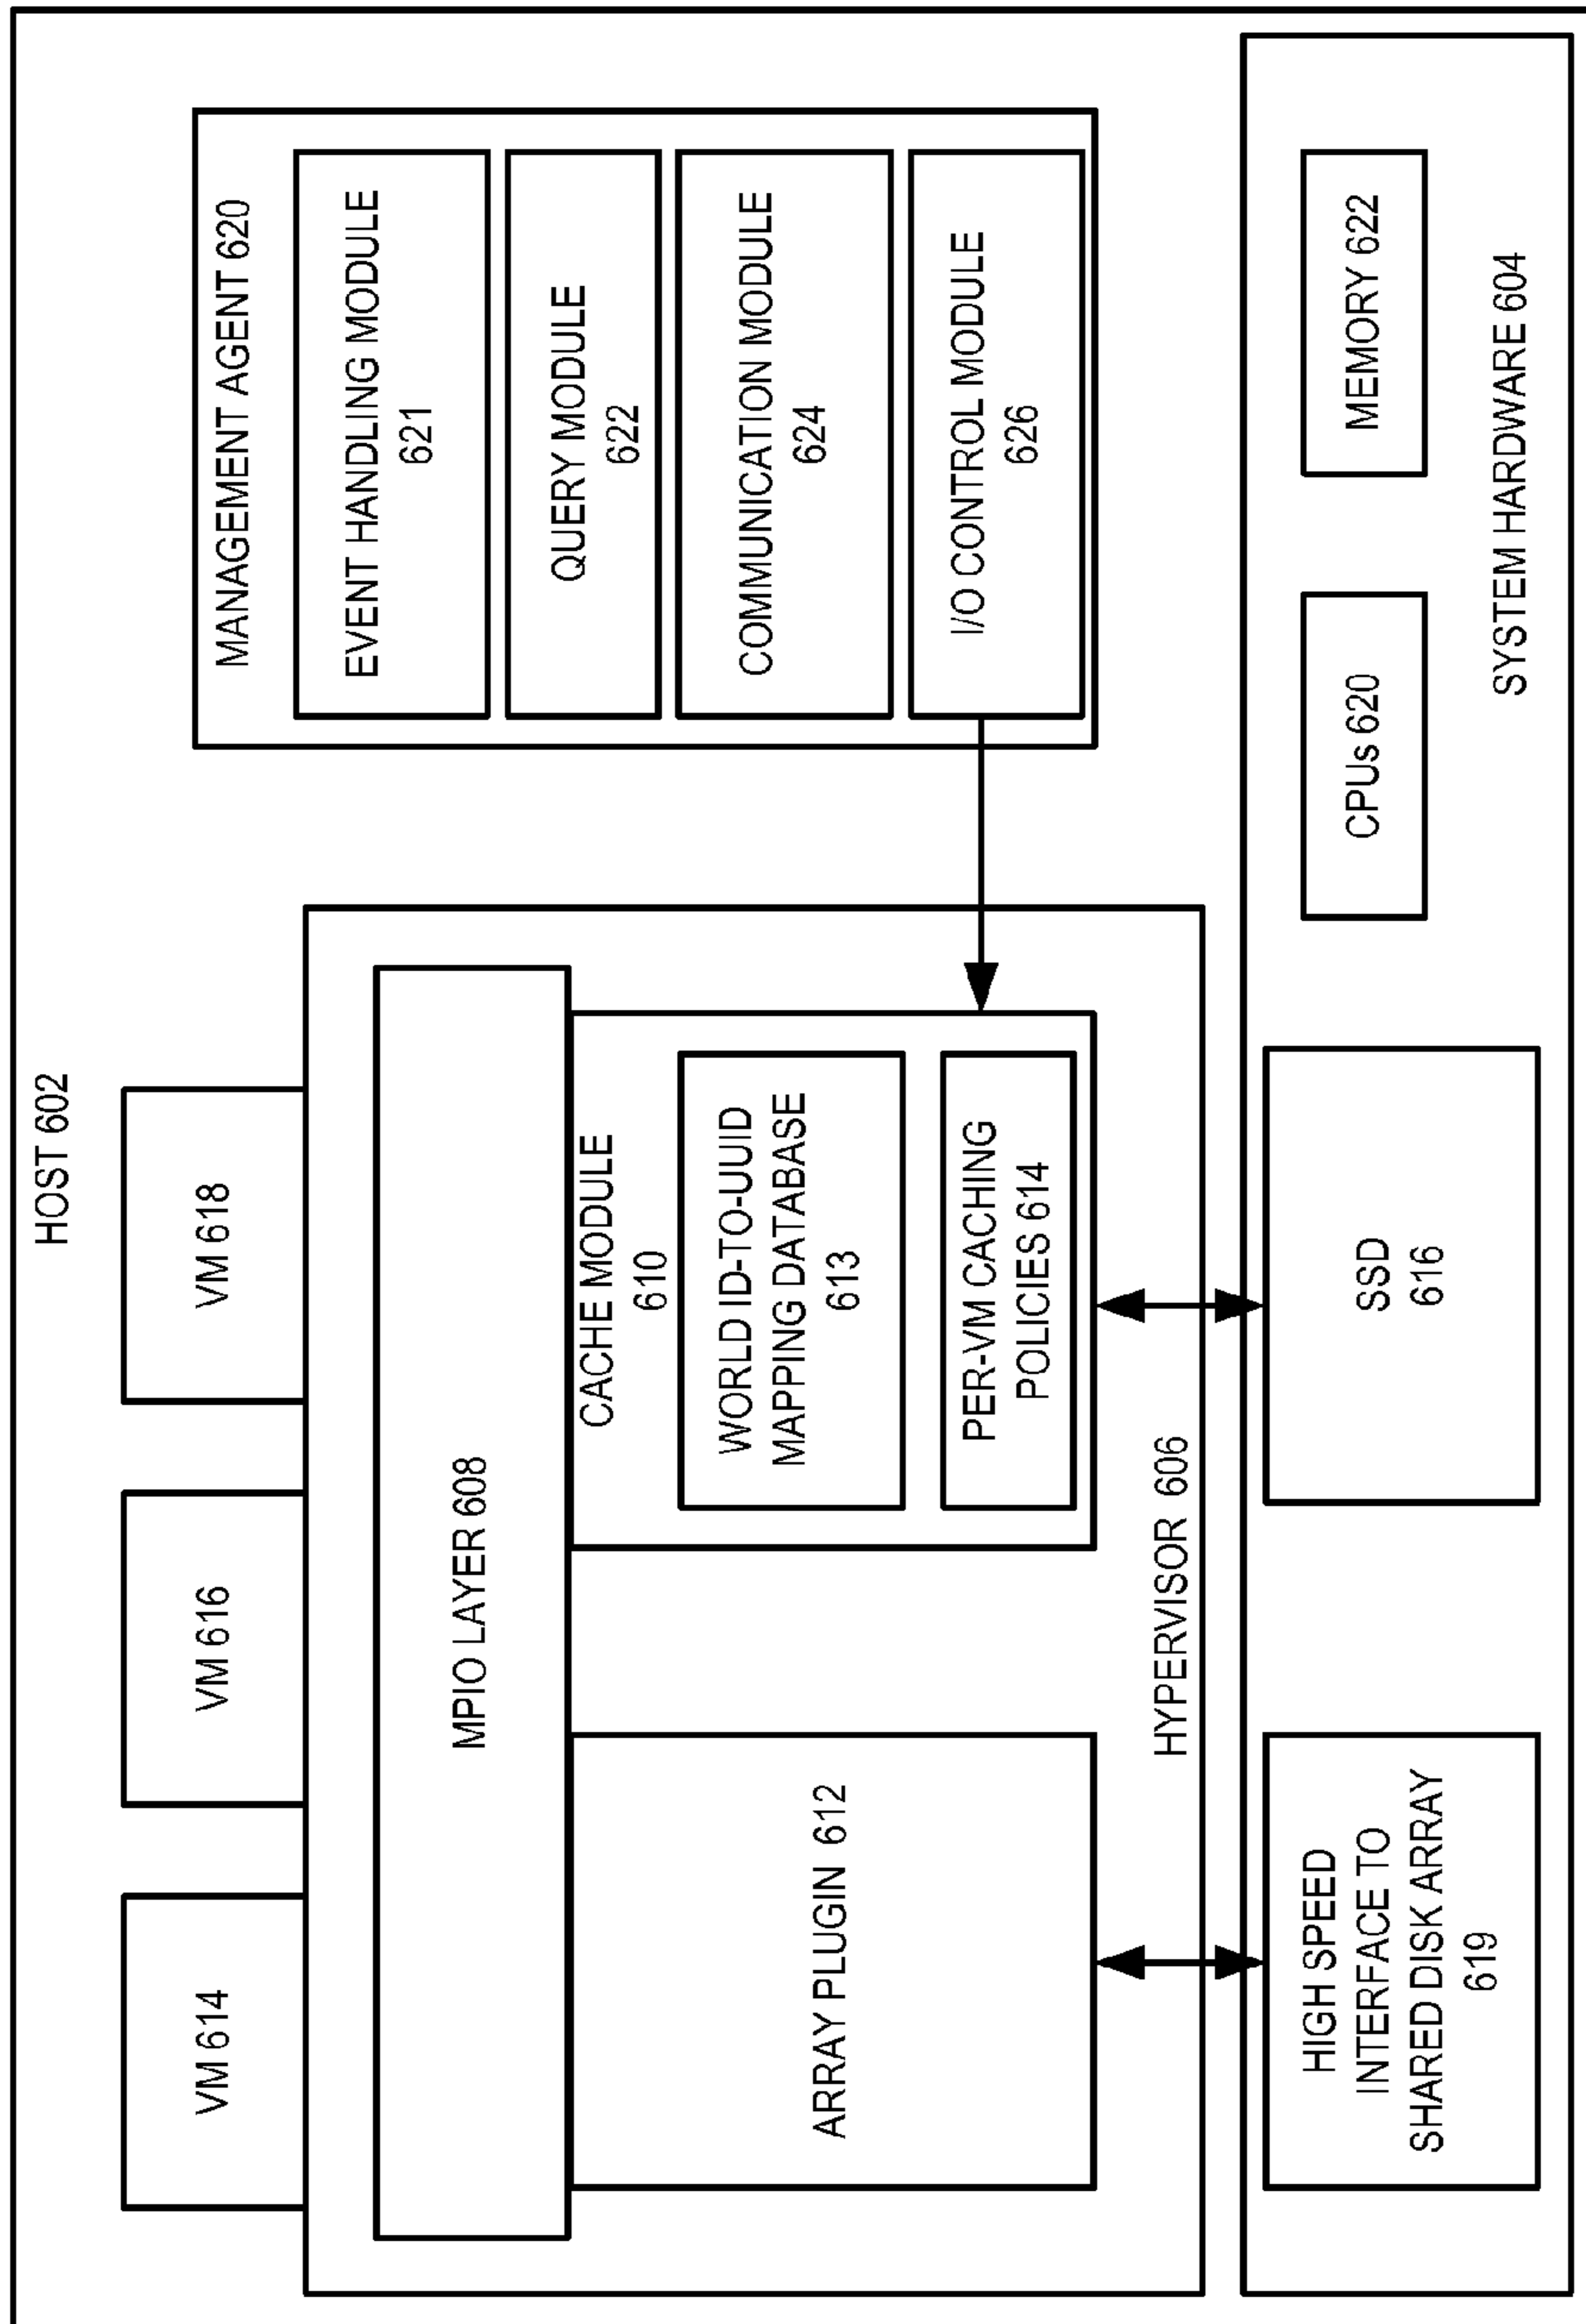 HOST 602
VM 614
VM 616
VM 618
MPIO LAYER 608
ARRAY PLUGIN 612
CACHE MODULE
610
WORLD ID-TO-UUID
MAPPING DATABASE
613
PER-VM CACHING
POLICIES 614
HYPERVISOR 606
MANAGEMENT AGENT 620
EVENT HANDLING MODULE
621
QUERY MODULE
622
COMMUNICATION MODULE
624
I/O CONTROL MODULE
626
HIGH SPEED
INTERFACE TO
SHARED DISK ARRAY
619
SSD
616
CPUs 620
MEMORY 622
SYSTEM HARDWARE 604